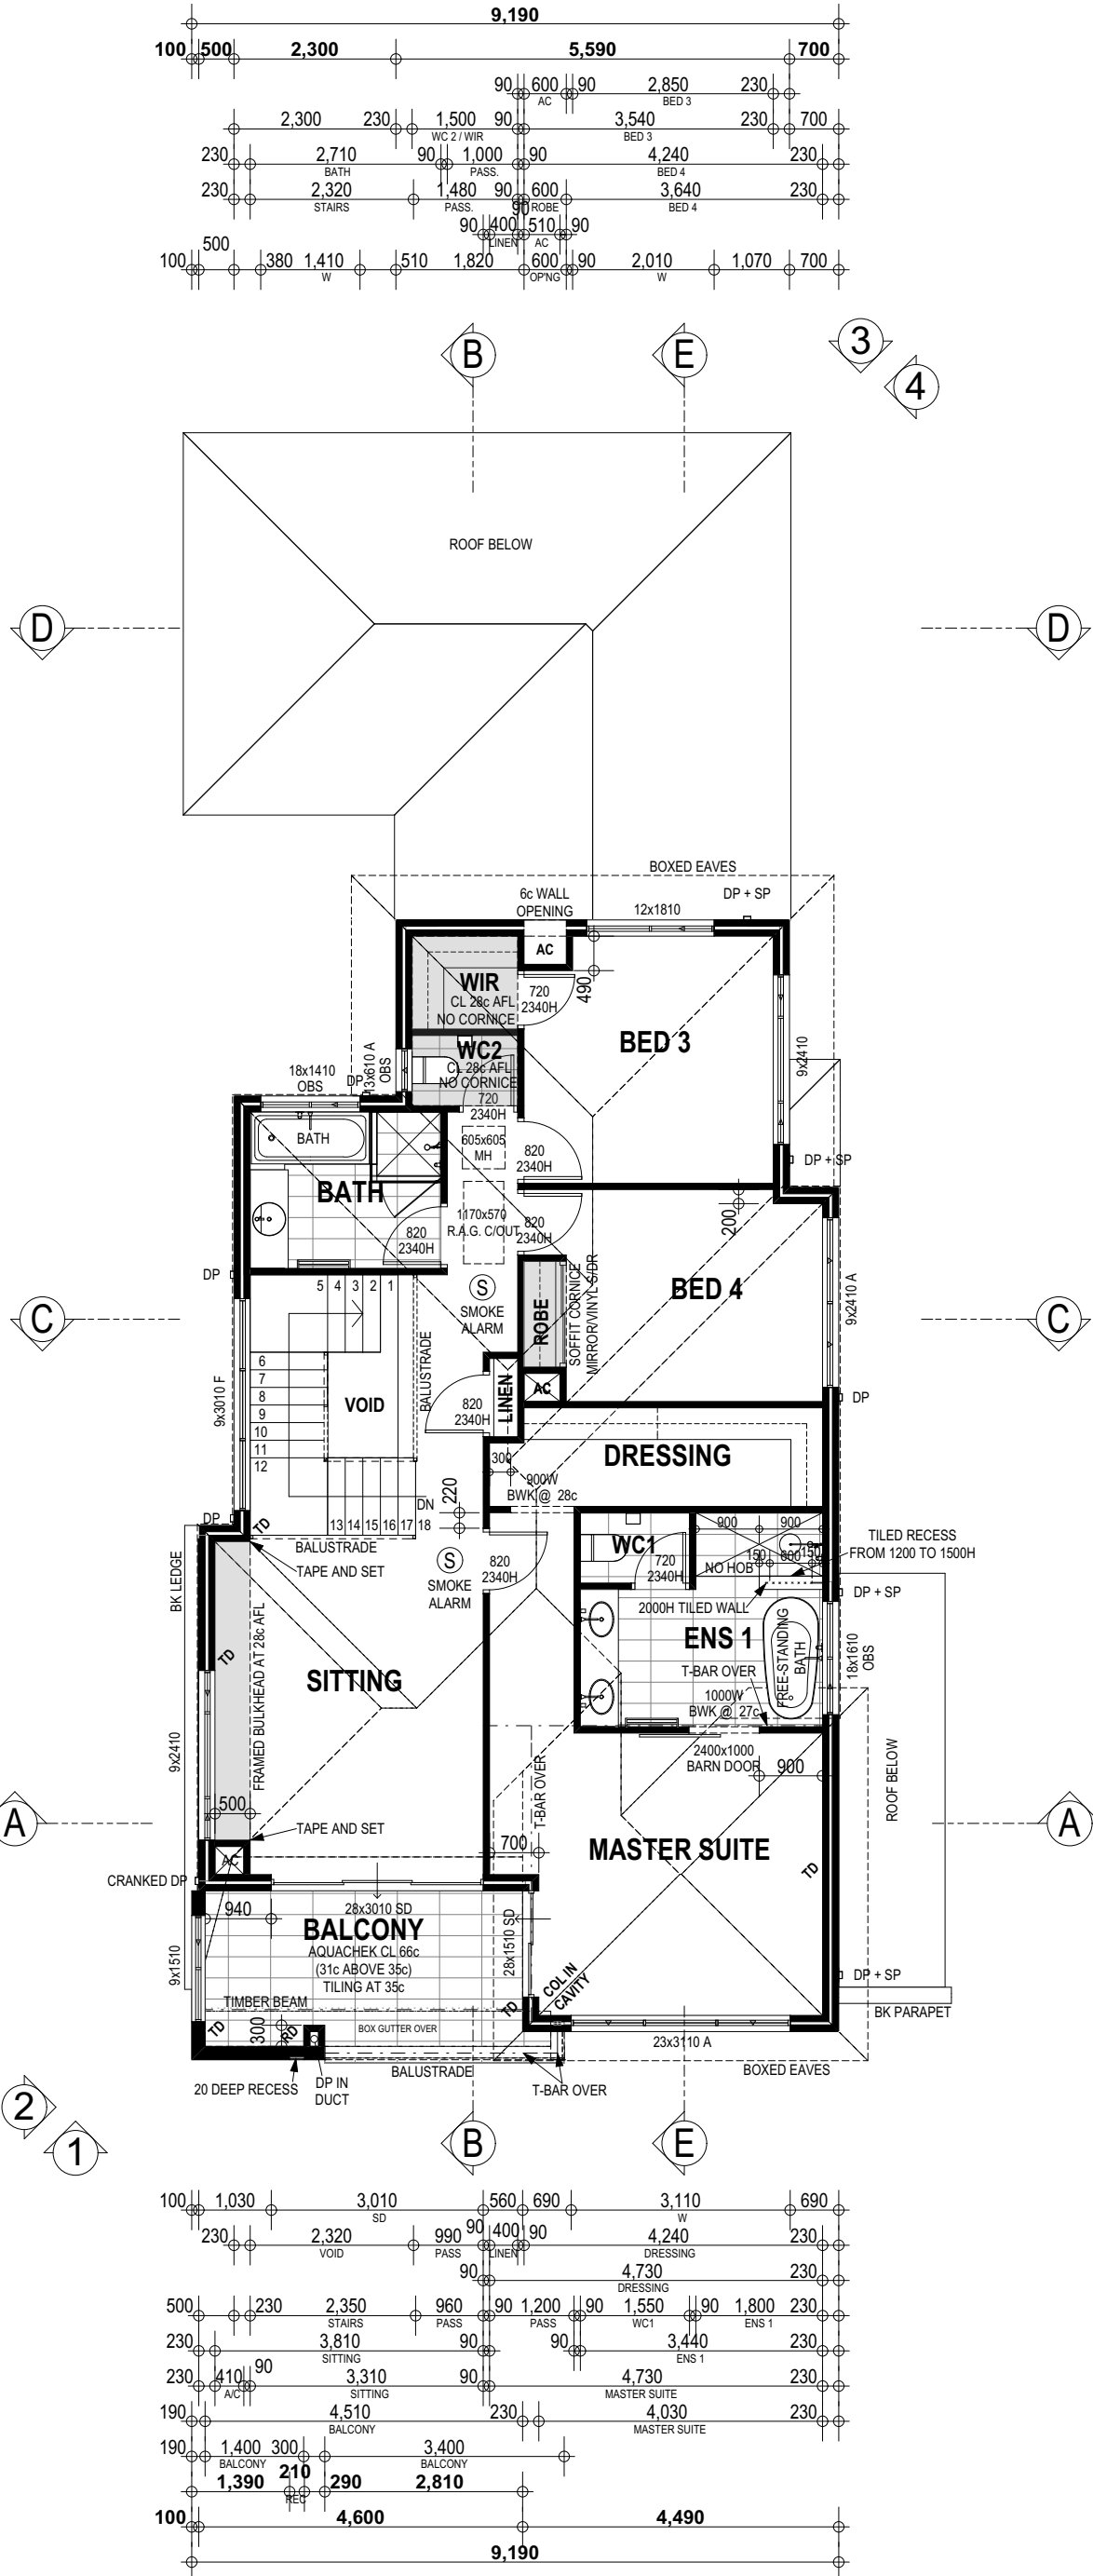 9,190
100 500 2,300 5,590 700
90 600 90 2,850 230
AC BED 3
2,300 230 1,500 90 3,540 230 700
WC 2 / WIR BED 3
230 2,710 90 1,000 90 4,240 230
BATH PASS. BED 4
230 2,320 1,480 90 600 3,640 230
STAIRS PASS. ROBE BED 4
90
90 400 510 90
LINEN AC
500
100 380 1,410 510 1,820 600 90 2,010 1,070 700
W OP'NG W
B E 3
4
ROOF BELOW
D D
BOXED EAVES
6c WALL
OPENING
12x1810
DP + SP
AC
WIR
CL 28c AFL
NO CORNICE
720
2340H
490
BED 3
9x2410
WC2
CL 28c AFL
NO CORNICE
720
2340H
13x610 A
OBS
18x1410
OBS
DP
BATH
605x605
MH
820
2340H
DP + SP
BATH
1170x570
R.A.G. C/OUT
820
2340H
820
2340H
200
DP
BED 4
9x2410 A
5 4 3 2 1
S
SMOKE
ALARM
ROBE
SOFFIT CORNICE
MIRROR/VINYL S/DR
C C
BALUSTRADE
6
7
8
9
10
11
12
VOID
9x3010 F
820
2340H
LINEN
AC
DP
DRESSING
300
900W
BWK @ 28c
220
DN
DP
TD
13 14 15 16 17 18
BALUSTRADE
TAPE AND SET
S
SMOKE
ALARM
820
2340H
WC1
720
2340H
900 900
150 600 150
NO HOB
TILED RECESS
FROM 1200 TO 1500H
DP + SP
2000H TILED WALL
BK LEDGE
FRAMED BULKHEAD AT 28c AFL
TD
SITTING
ENS 1
FREE-STANDING
BATH
18x1610
OBS
T-BAR OVER
1000W
BWK @ 27c
2400x1000
BARN DOOR
900
9x2410
T-BAR OVER
ROOF BELOW
500
A A
TAPE AND SET
700
MASTER SUITE
TD
AC
CRANKED DP
940
28x3010 SD
BALCONY
AQUACHEK CL 66c
(31c ABOVE 35c)
TILING AT 35c
28x1510 SD
9x1510
COL IN
CAVITY
DP + SP
BK PARAPET
TIMBER BEAM
TD
300
RD
BOX GUTTER OVER
TD
23x3110 A
BALUSTRADE
BOXED EAVES
20 DEEP RECESS
DP IN
DUCT
T-BAR OVER
2
1
B E
100 1,030 3,010 560 690 3,110 690
SD W
230 2,320 990 90 400 90 4,240 230
VOID PASS LINEN DRESSING
90 4,730 230
DRESSING
500 230 2,350 960 90 1,200 90 1,550 90 1,800 230
STAIRS PASS PASS WC1 ENS 1
230 3,810 90 90 3,440 230
SITTING ENS 1
230 410 90 3,310 90 4,730 230
A/C SITTING MASTER SUITE
190 4,510 230 4,030 230
BALCONY MASTER SUITE
190 1,400 300 3,400
BALCONY BALCONY
1,390 210 290 2,810
REC
100 4,600 4,490
9,190